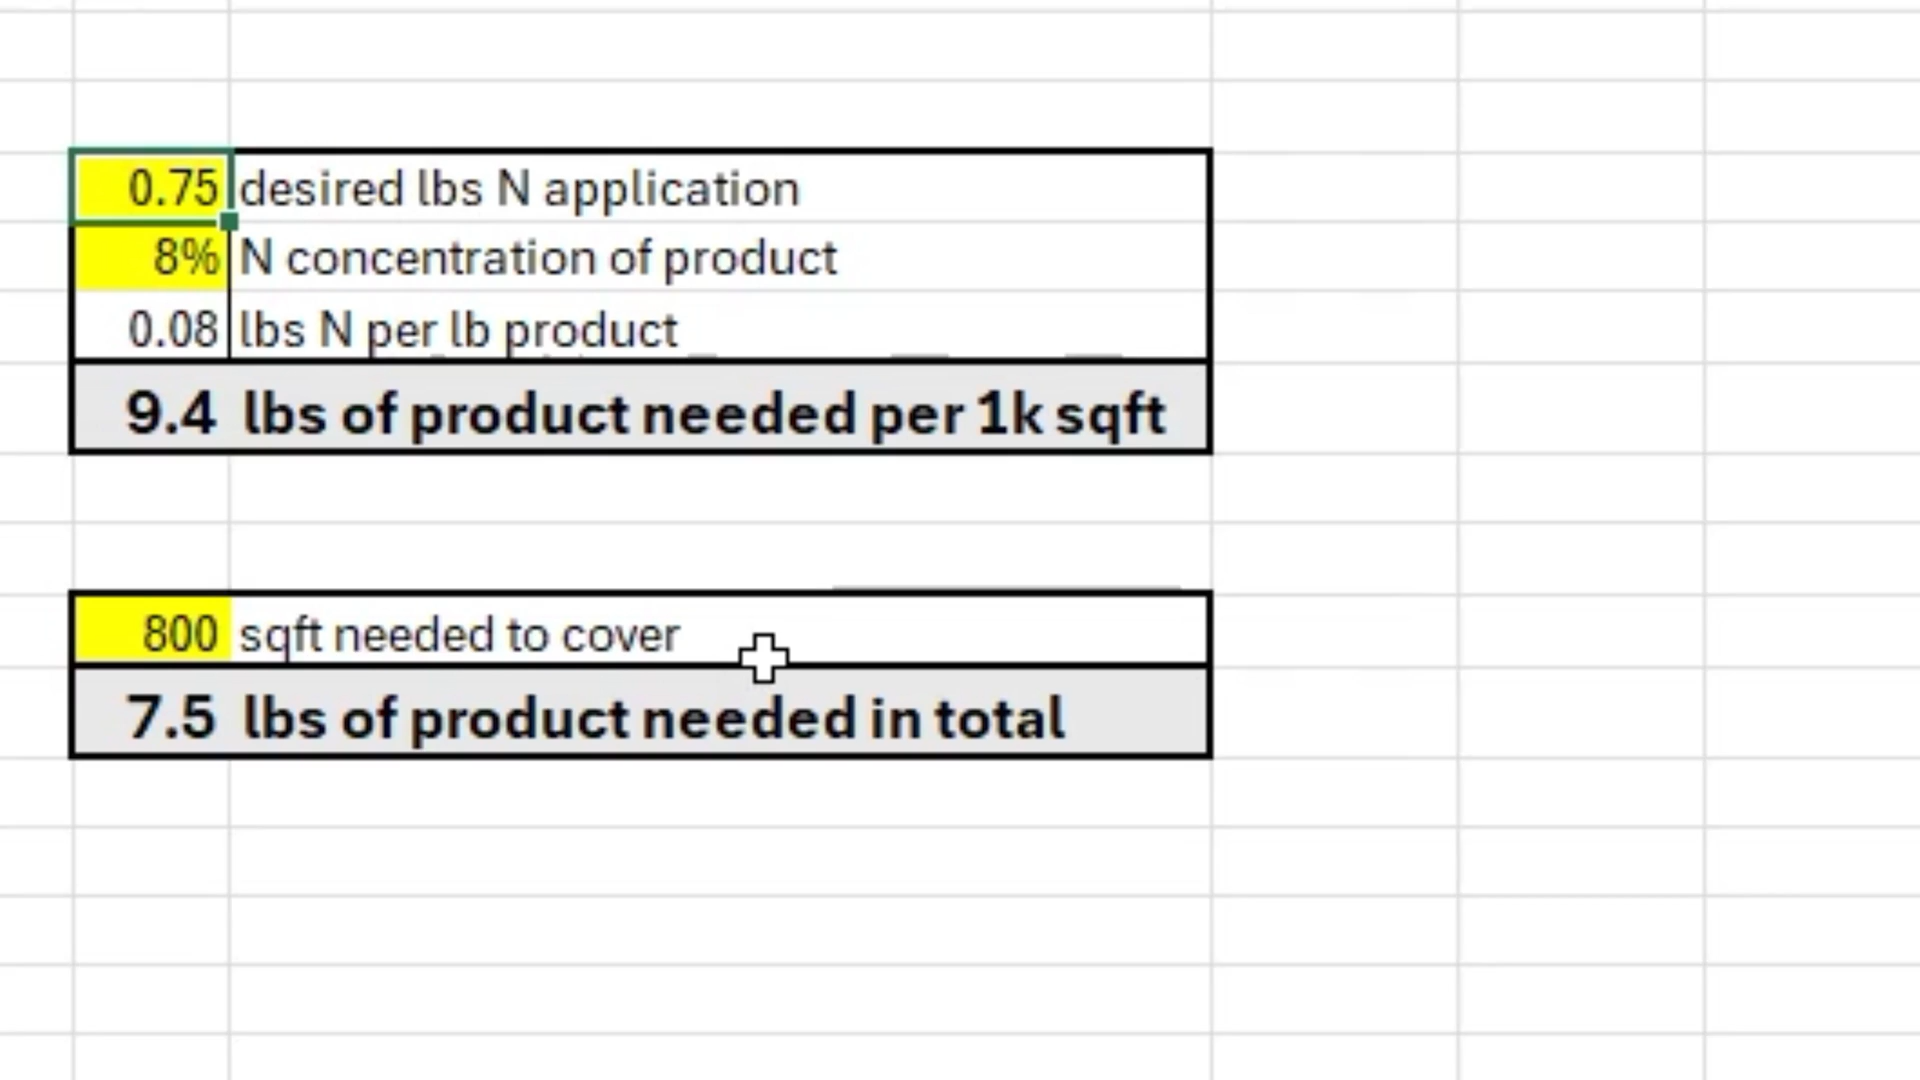 0.75 desired lbs N application
8% N concentration of product
0.08 lbs N per lb product
9.4 lbs of product needed per 1k sqft
800 sqft needed to cover
7.5 lbs of product needed in total